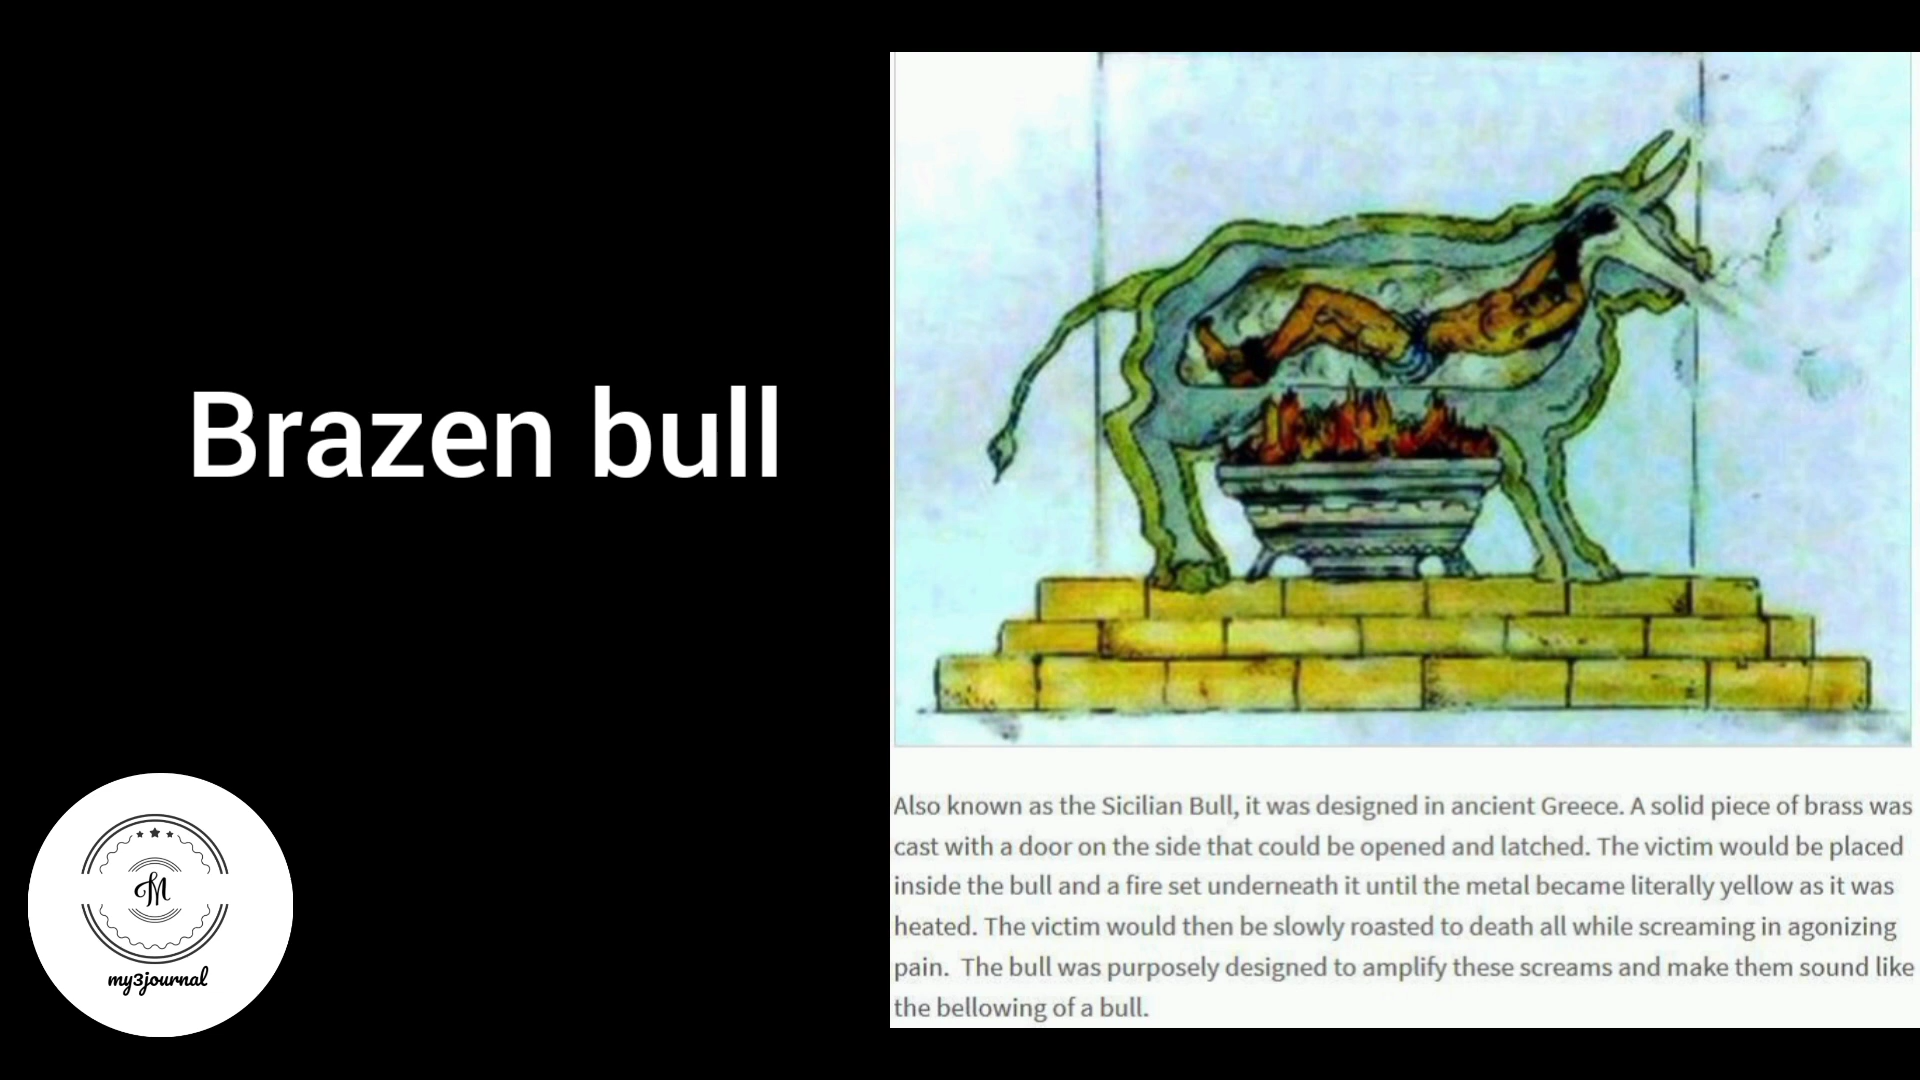 Brazen bull
M
my3journal
Also known as the Sicilian Bull, it was designed in ancient Greece. A solid piece of brass was
cast with a door on the side that could be opened and latched. The victim would be placed
inside the bull and a fire set underneath it until the metal became literally yellow as it was
heated. The victim would then be slowly roasted to death all while screaming in agonizing
pain.  The bull was purposely designed to amplify these screams and make them sound like
the bellowing of a bull.